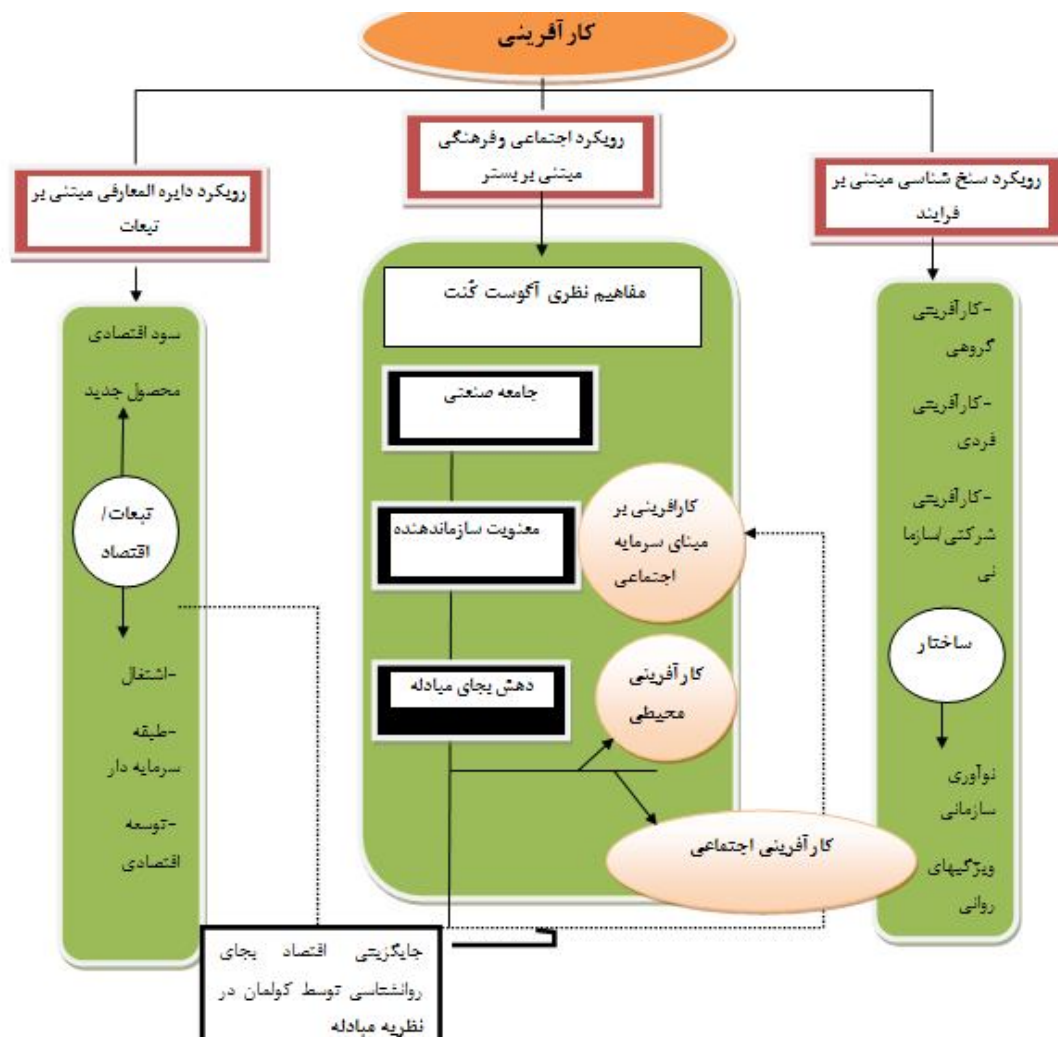 کارآفرینی
رویکرد سنخ شناسی مبتنی بر
فرایند
رویکرد اجتماعی وفرهنگی
مبتنی بر بستر
رویکرد دایره المعارفی مبتنی بر
تبعات
-کارآفرینی
گروهی
-کارآفرینی
فردی
-کارآفرینی
شرکتی/سازما
نی
ساختار
نوآوری
سازمانی
ویژگیهای
روانی
مفاهیم نظری آگوست کُنت
جامعه صنعتی
معنویت سازماندهنده
دهش بجای مبادله
کارافرینی بر
مبنای سرمایه
اجتماعی
کارآفرینی
محیطی
کارآفرینی اجتماعی
سود اقتصادی
محصول جدید
تبعات/
اقتصاد
-اشتغال
-طبقه
سرمایه دار
-توسعه
اقتصادی
جایگزینی اقتصاد بجای
روانشناسی توسط کولمان در
نظریه مبادله